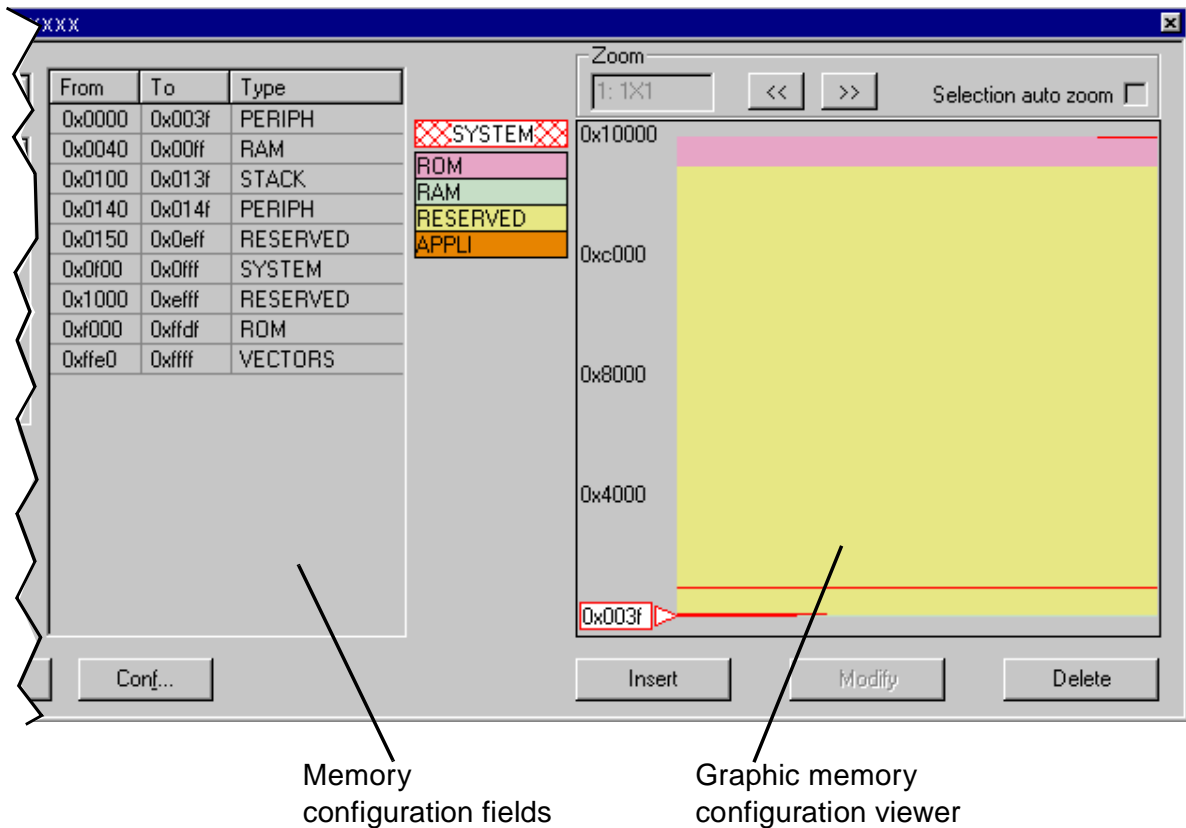 XXX
From To Type
0x0000 0x003f PERIPH
0x0040 0x00ff RAM
0x0100 0x013f STACK
0x0140 0x014f PERIPH
0x0150 0x0eff RESERVED
0x0f00 0x0fff SYSTEM
0x1000 0xefff RESERVED
0xf000 0xffdf ROM
0xffe0 0xffff VECTORS
SYSTEM
ROM
RAM
RESERVED
APPLI
Zoom
1: 1X1
<<
>>
Selection auto zoom
0x10000
0xc000
0x8000
0x4000
0x003f
Conf...
Insert
Modify
Delete
Memory
configuration fields
Graphic memory
configuration viewer